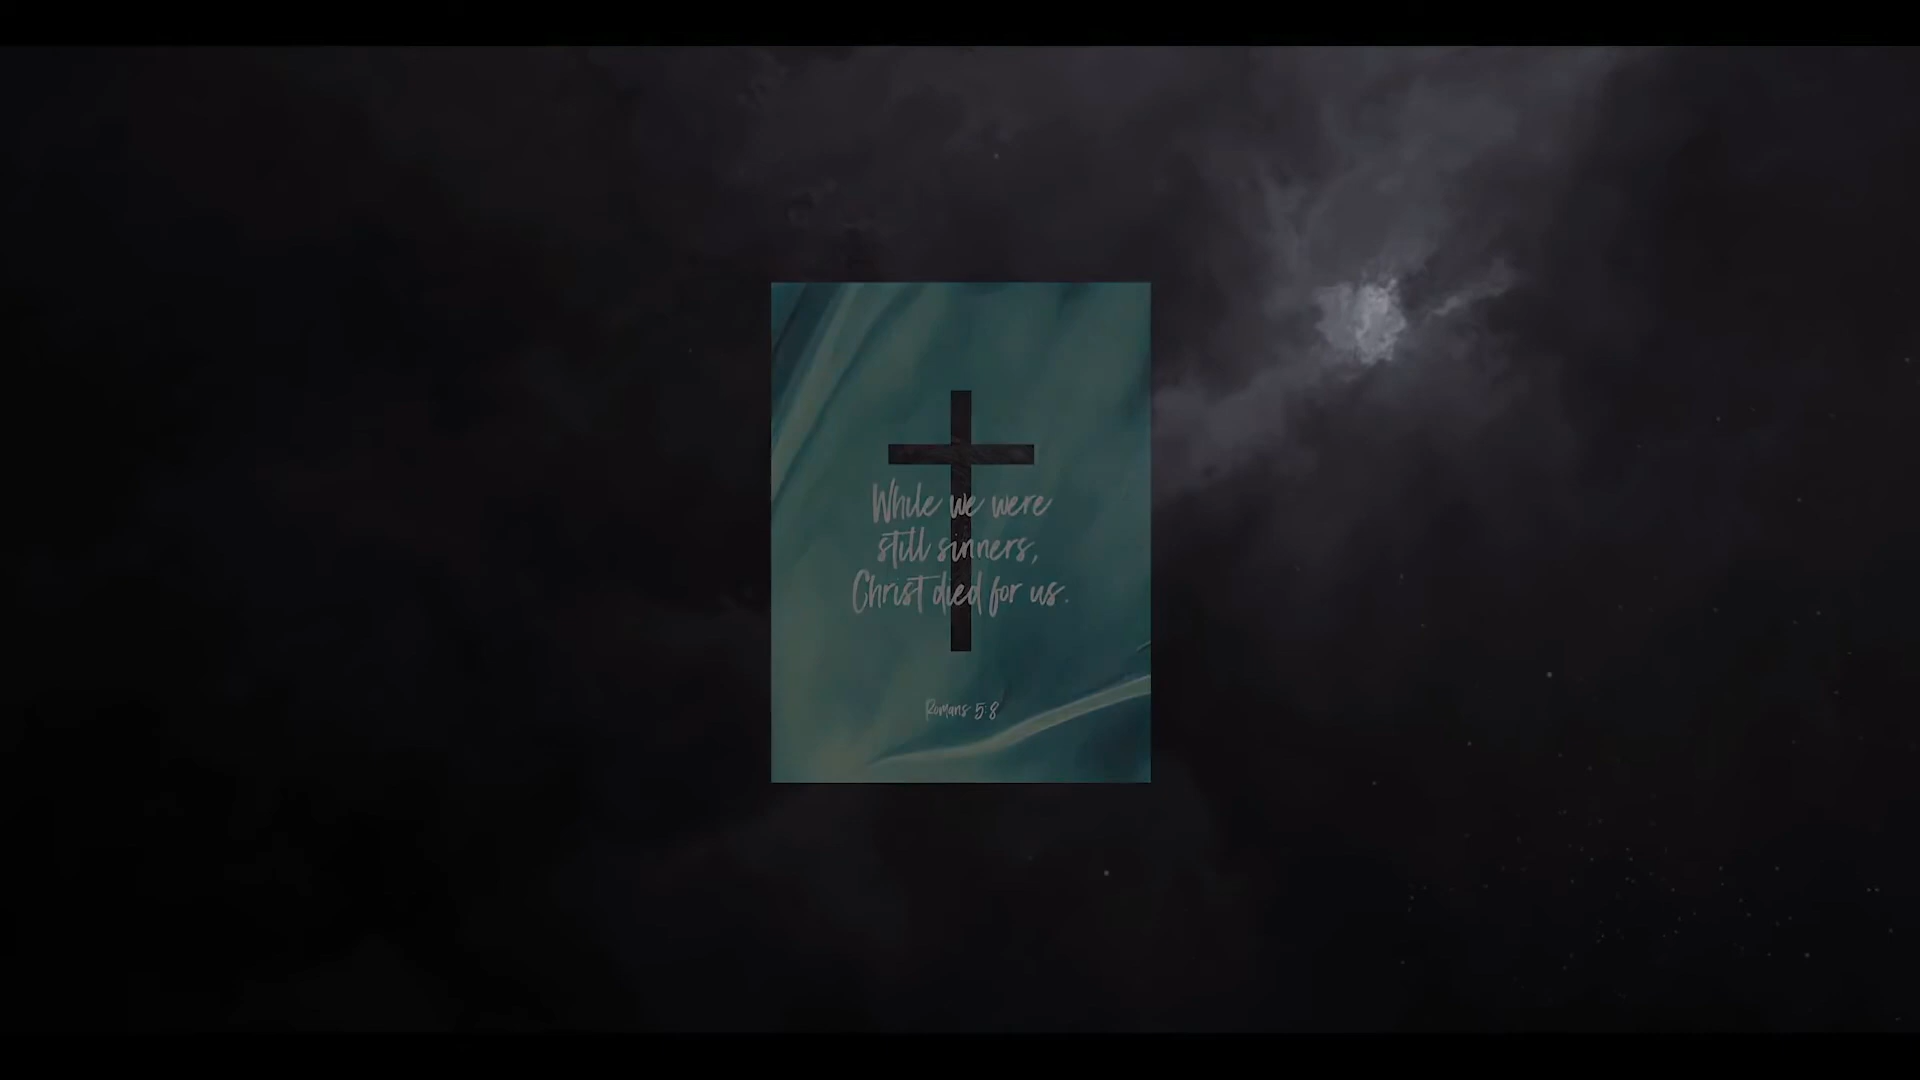 While we were
still sinners,
Christ died for us.
Romans 5:8